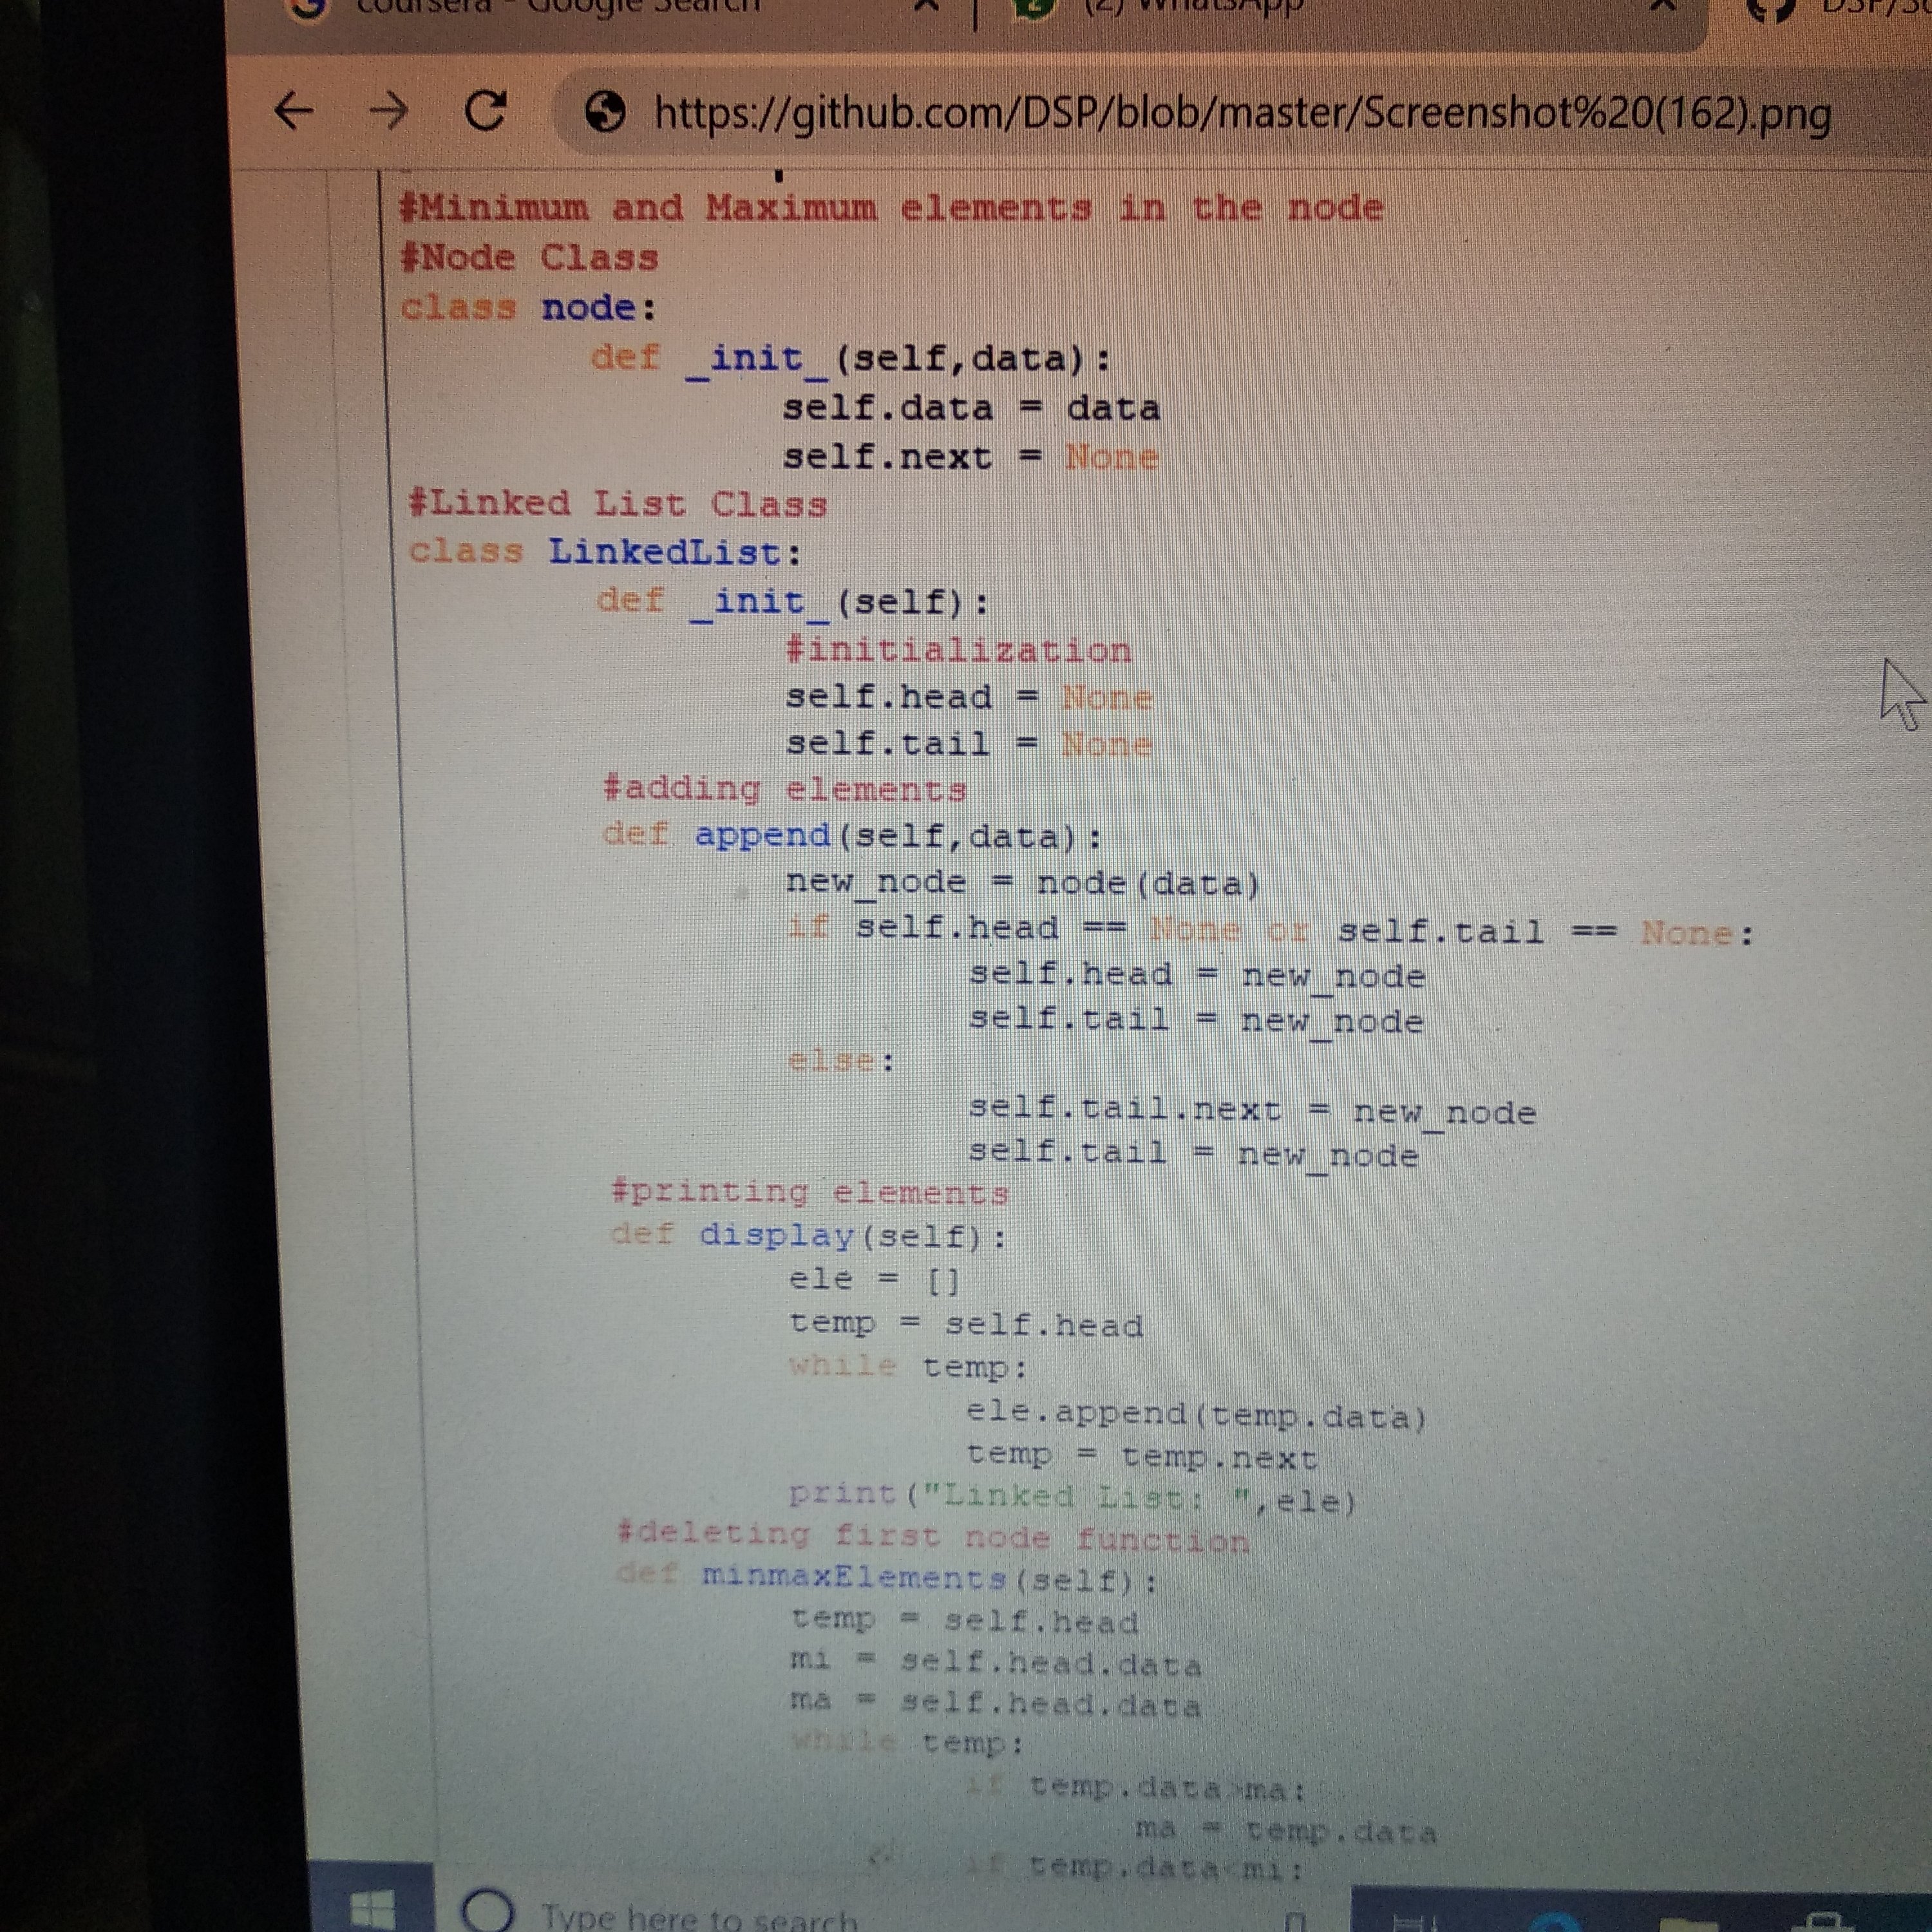 coursera - Google Search
(2) WhatsApp
https://github.com/DSP/blob/master/Screenshot%20(162).png
#Minimum and Maximum elements in the node
#Node Class
class node:
def _init_(self,data):
self.data = data
self.next = None
#Linked List Class
class LinkedList:
def _init_(self):
#initialization
self.head = None
self.tail = None
#adding elements
def append(self,data):
new_node = node(data)
if self.head == None or self.tail == None:
self.head = new_node
self.tail = new_node
else:
self.tail.next = new_node
self.tail = new_node
#printing elements
def display(self):
ele = []
temp = self.head
while temp:
ele.append(temp.data)
temp = temp.next
print("Linked List: ",ele)
#deleting first node function
def minmaxElements(self):
temp = self.head
mi = self.head.data
ma = self.head.data
while temp:
if temp.data>ma:
ma = temp.data
if temp.data<mi:
Type here to search